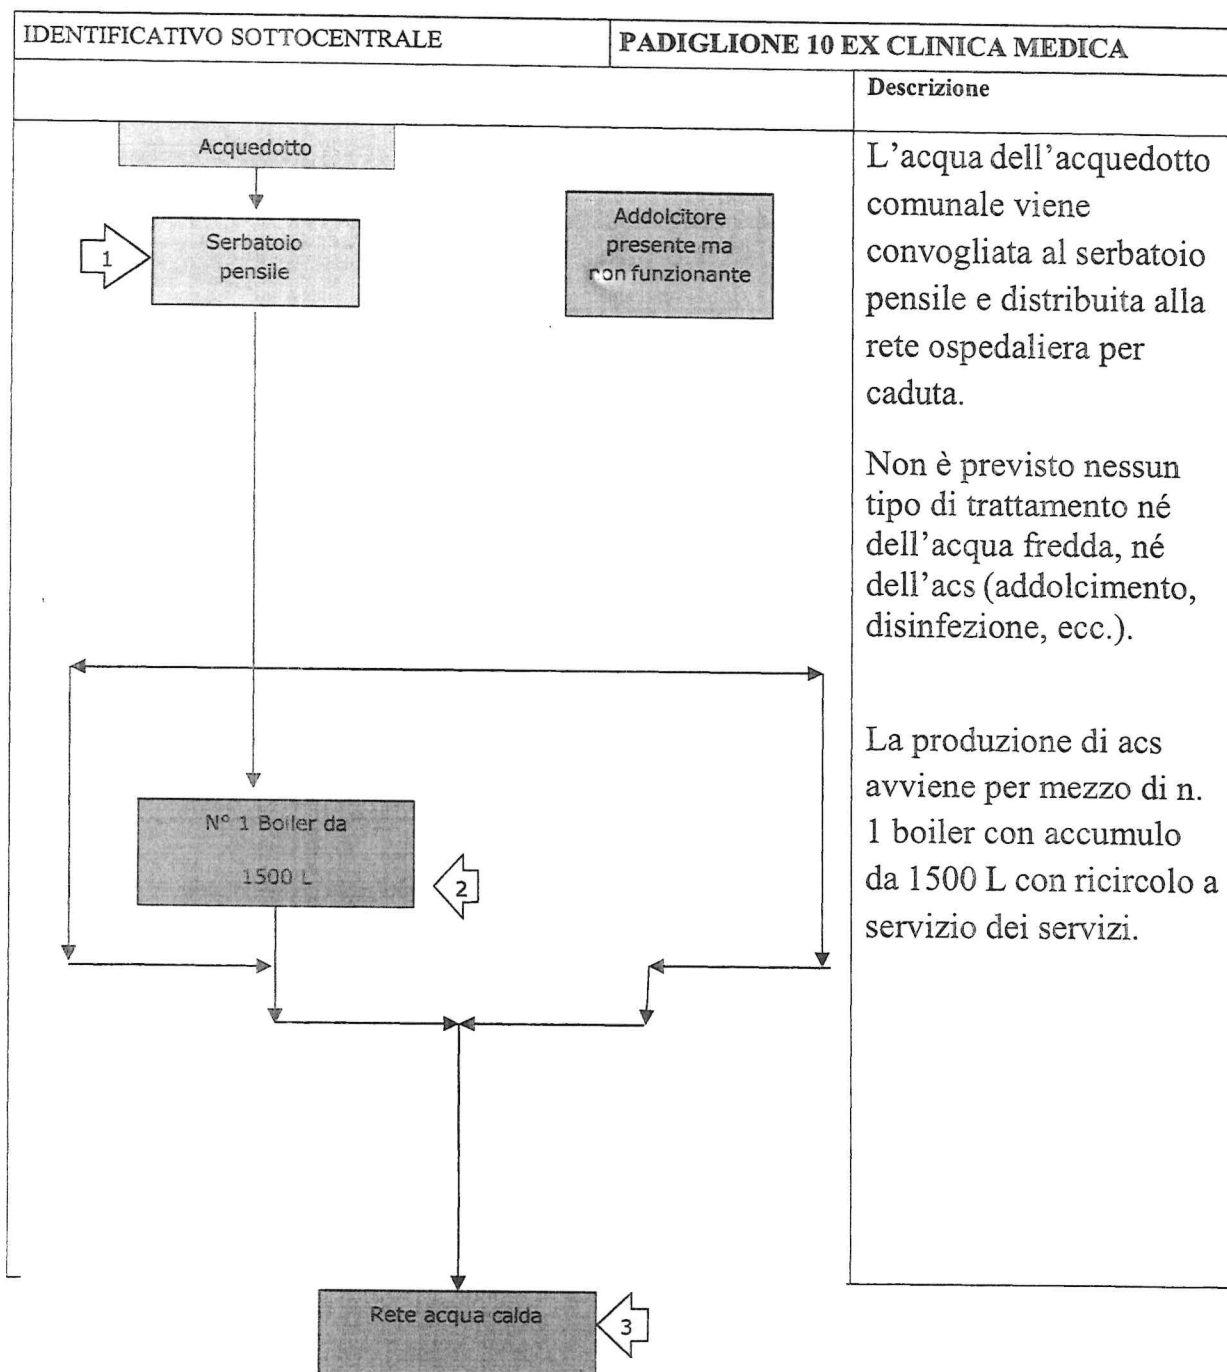 IDENTIFICATIVO SOTTOCENTRALE
PADIGLIONE 10 EX CLINICA MEDICA
Descrizione
Acquedotto
Serbatoio
pensile
1
Addolcitore
presente ma
non funzionante
N° 1 Boiler da
1500 L
2
Rete acqua calda
3
L’acqua dell’acquedotto
comunale viene
convogliata al serbatoio
pensile e distribuita alla
rete ospedaliera per
caduta.
Non è previsto nessun
tipo di trattamento né
dell’acqua fredda, né
dell’acs (addolcimento,
disinfezione, ecc.).
La produzione di acs
avviene per mezzo di n.
1 boiler con accumulo
da 1500 L con ricircolo a
servizio dei servizi.